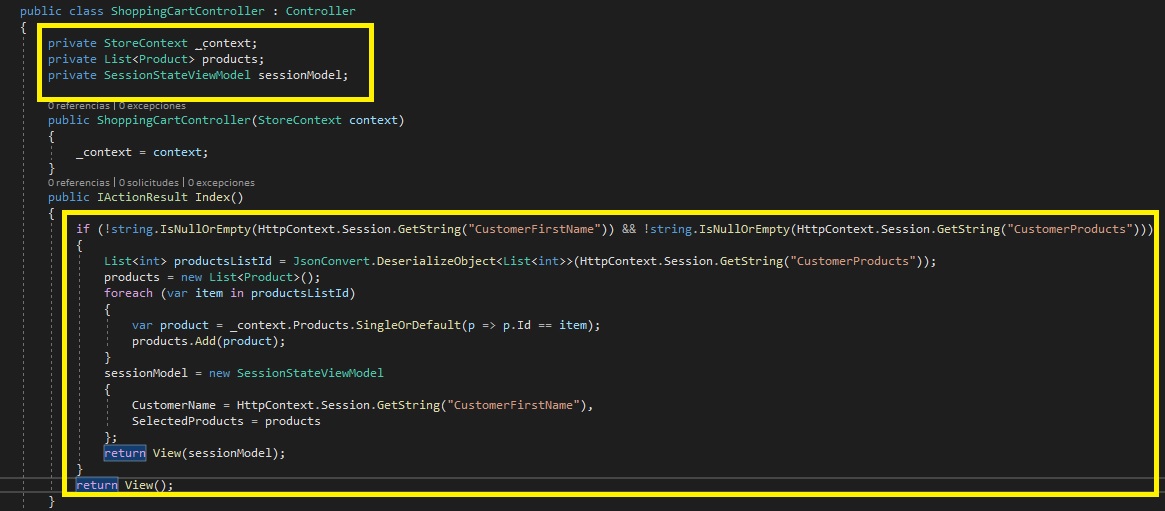 public class ShoppingCartController : Controller
{
private StoreContext _context;
private List<Product> products;
private SessionStateViewModel sessionModel;
0 referencias | 0 excepciones
public ShoppingCartController(StoreContext context)
{
_context = context;
}
0 referencias | 0 solicitudes | 0 excepciones
public IActionResult Index()
{
if (!string.IsNullOrEmpty(HttpContext.Session.GetString("CustomerFirstName")) && !string.IsNullOrEmpty(HttpContext.Session.GetString("CustomerProducts")))
{
List<int> productsListId = JsonConvert.DeserializeObject<List<int>>(HttpContext.Session.GetString("CustomerProducts"));
products = new List<Product>();
foreach (var item in productsListId)
{
var product = _context.Products.SingleOrDefault(p => p.Id == item);
products.Add(product);
}
sessionModel = new SessionStateViewModel
{
CustomerName = HttpContext.Session.GetString("CustomerFirstName"),
SelectedProducts = products
};
return View(sessionModel);
}
return View();
}